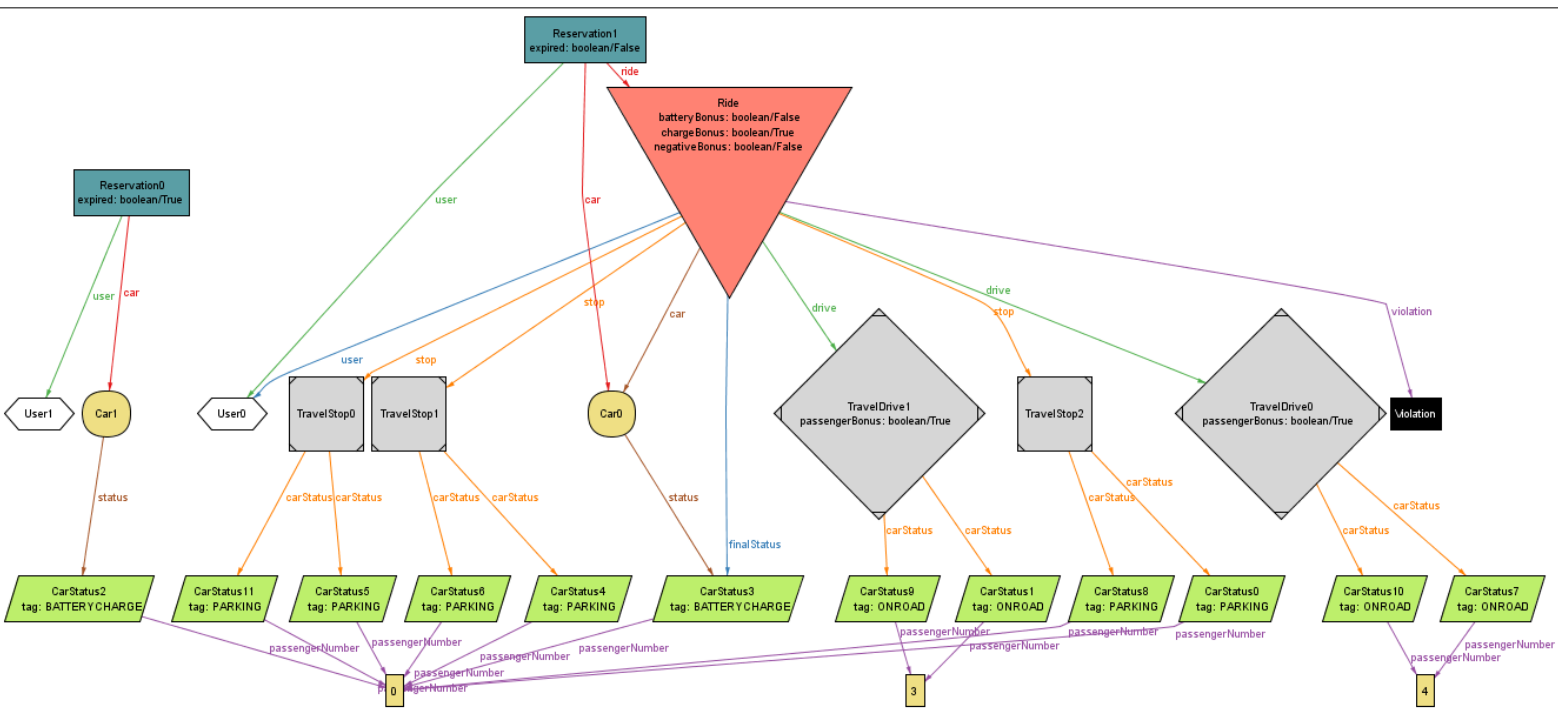 Reservation1
expired: boolean/False
ride
Ride
batteryBonus: boolean/False
chargeBonus: boolean/True
negativeBonus: boolean/False
Reservation0
expired: boolean/True
user
car
user
car
stop
car
drive
drive
stop
violation
user
stop
User1
Car1
User0
TravelStop0
TravelStop1
Car0
TravelDrive1
passengerBonus: boolean/True
TravelStop2
TravelDrive0
passengerBonus: boolean/True
Violation
status
carStatus
carStatus
carStatus
carStatus
status
finalStatus
carStatus
carStatus
carStatus
carStatus
carStatus
carStatus
CarStatus2
tag: BATTERYCHARGE
CarStatus11
tag: PARKING
CarStatus5
tag: PARKING
CarStatus6
tag: PARKING
CarStatus4
tag: PARKING
CarStatus3
tag: BATTERYCHARGE
CarStatus9
tag: ONROAD
CarStatus1
tag: ONROAD
CarStatus8
tag: PARKING
CarStatus0
tag: PARKING
CarStatus10
tag: ONROAD
CarStatus7
tag: ONROAD
passengerNumber
passengerNumber
passengerNumber
passengerNumber
passengerNumber
passengerNumber
passengerNumber
passengerNumber
passengerNumber
passengerNumber
passengerNumber
passengerNumber
0
3
4